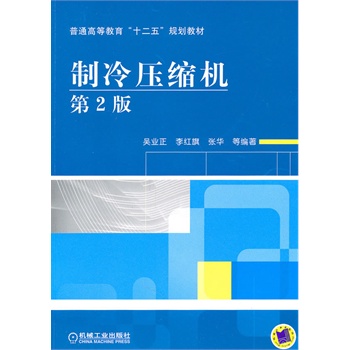 普通高等教育“十二五”规划教材
制冷压缩机
第2版
吴业正 李红旗 张华 等编著
机械工业出版社
CHINA MACHINE PRESS